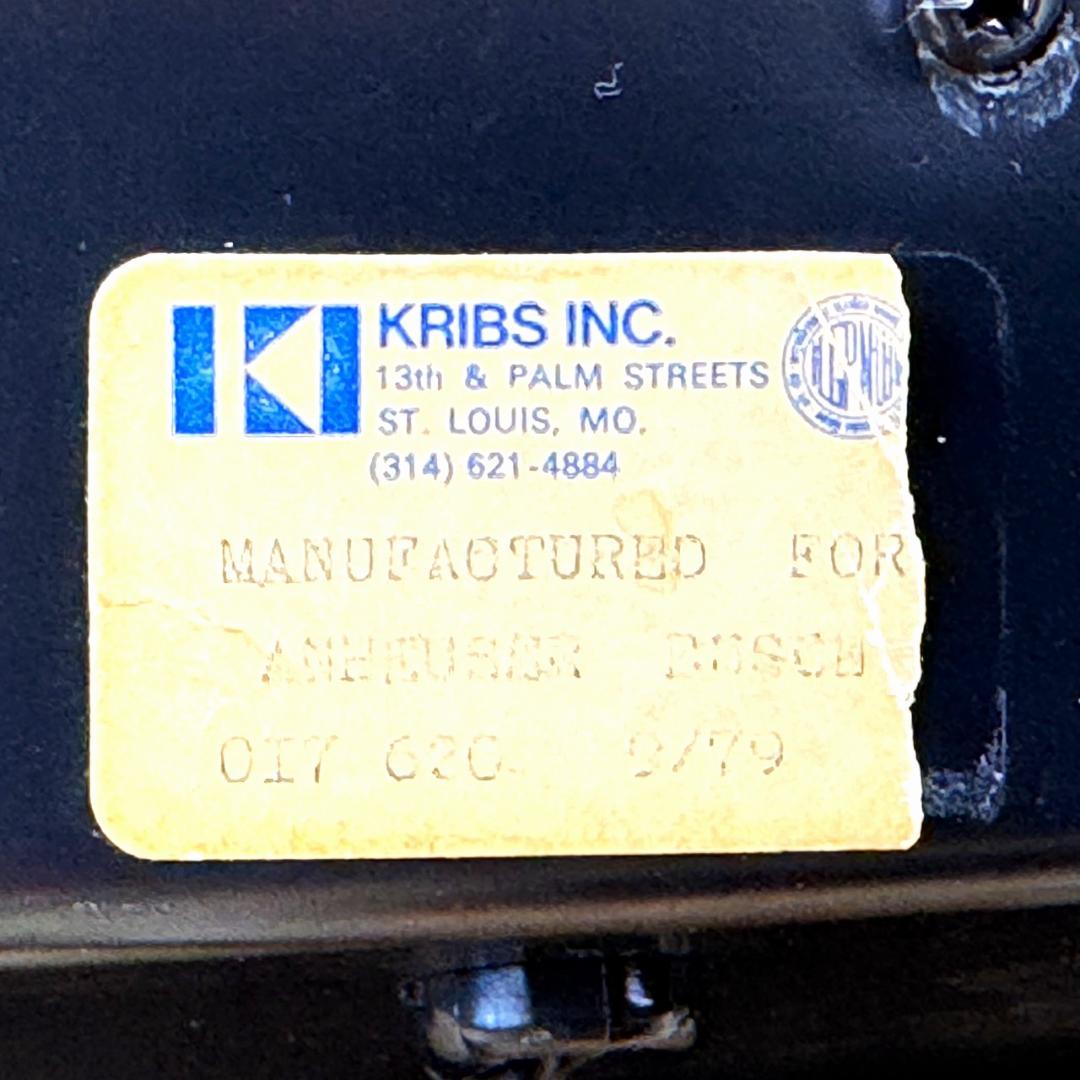 KRIBS INC.
13th & PALM STREETS
ST. LOUIS, MO.
(314) 621-4884
MANUFACTURED FOR
ANHEUSER BUSCH
017 620 9/79